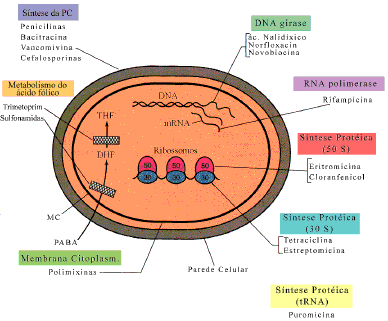 Síntese da PC
Penicilinas
Bacitracina
Vancomivina
Cefalosporinas
DNA girase
ác. Nalidíxico
Norfloxacin
Novobiocina
Metabolismo do
ácido fólico
Trimetoprim
Sulfonamidas
RNA polimerase
Rifampicina
DNA
mRNA
THF
DHF
Ribossomos
50 50 50
30 30 30
Síntese Protéica
(50 S)
Eritromicina
Cloranfenicol
MC
PABA
Síntese Protéica
(30 S)
Tetraciclina
Estreptomicina
Membrana Citoplasm.
Polimixinas
Parede Celular
Síntese Protéica
(tRNA)
Puromicina